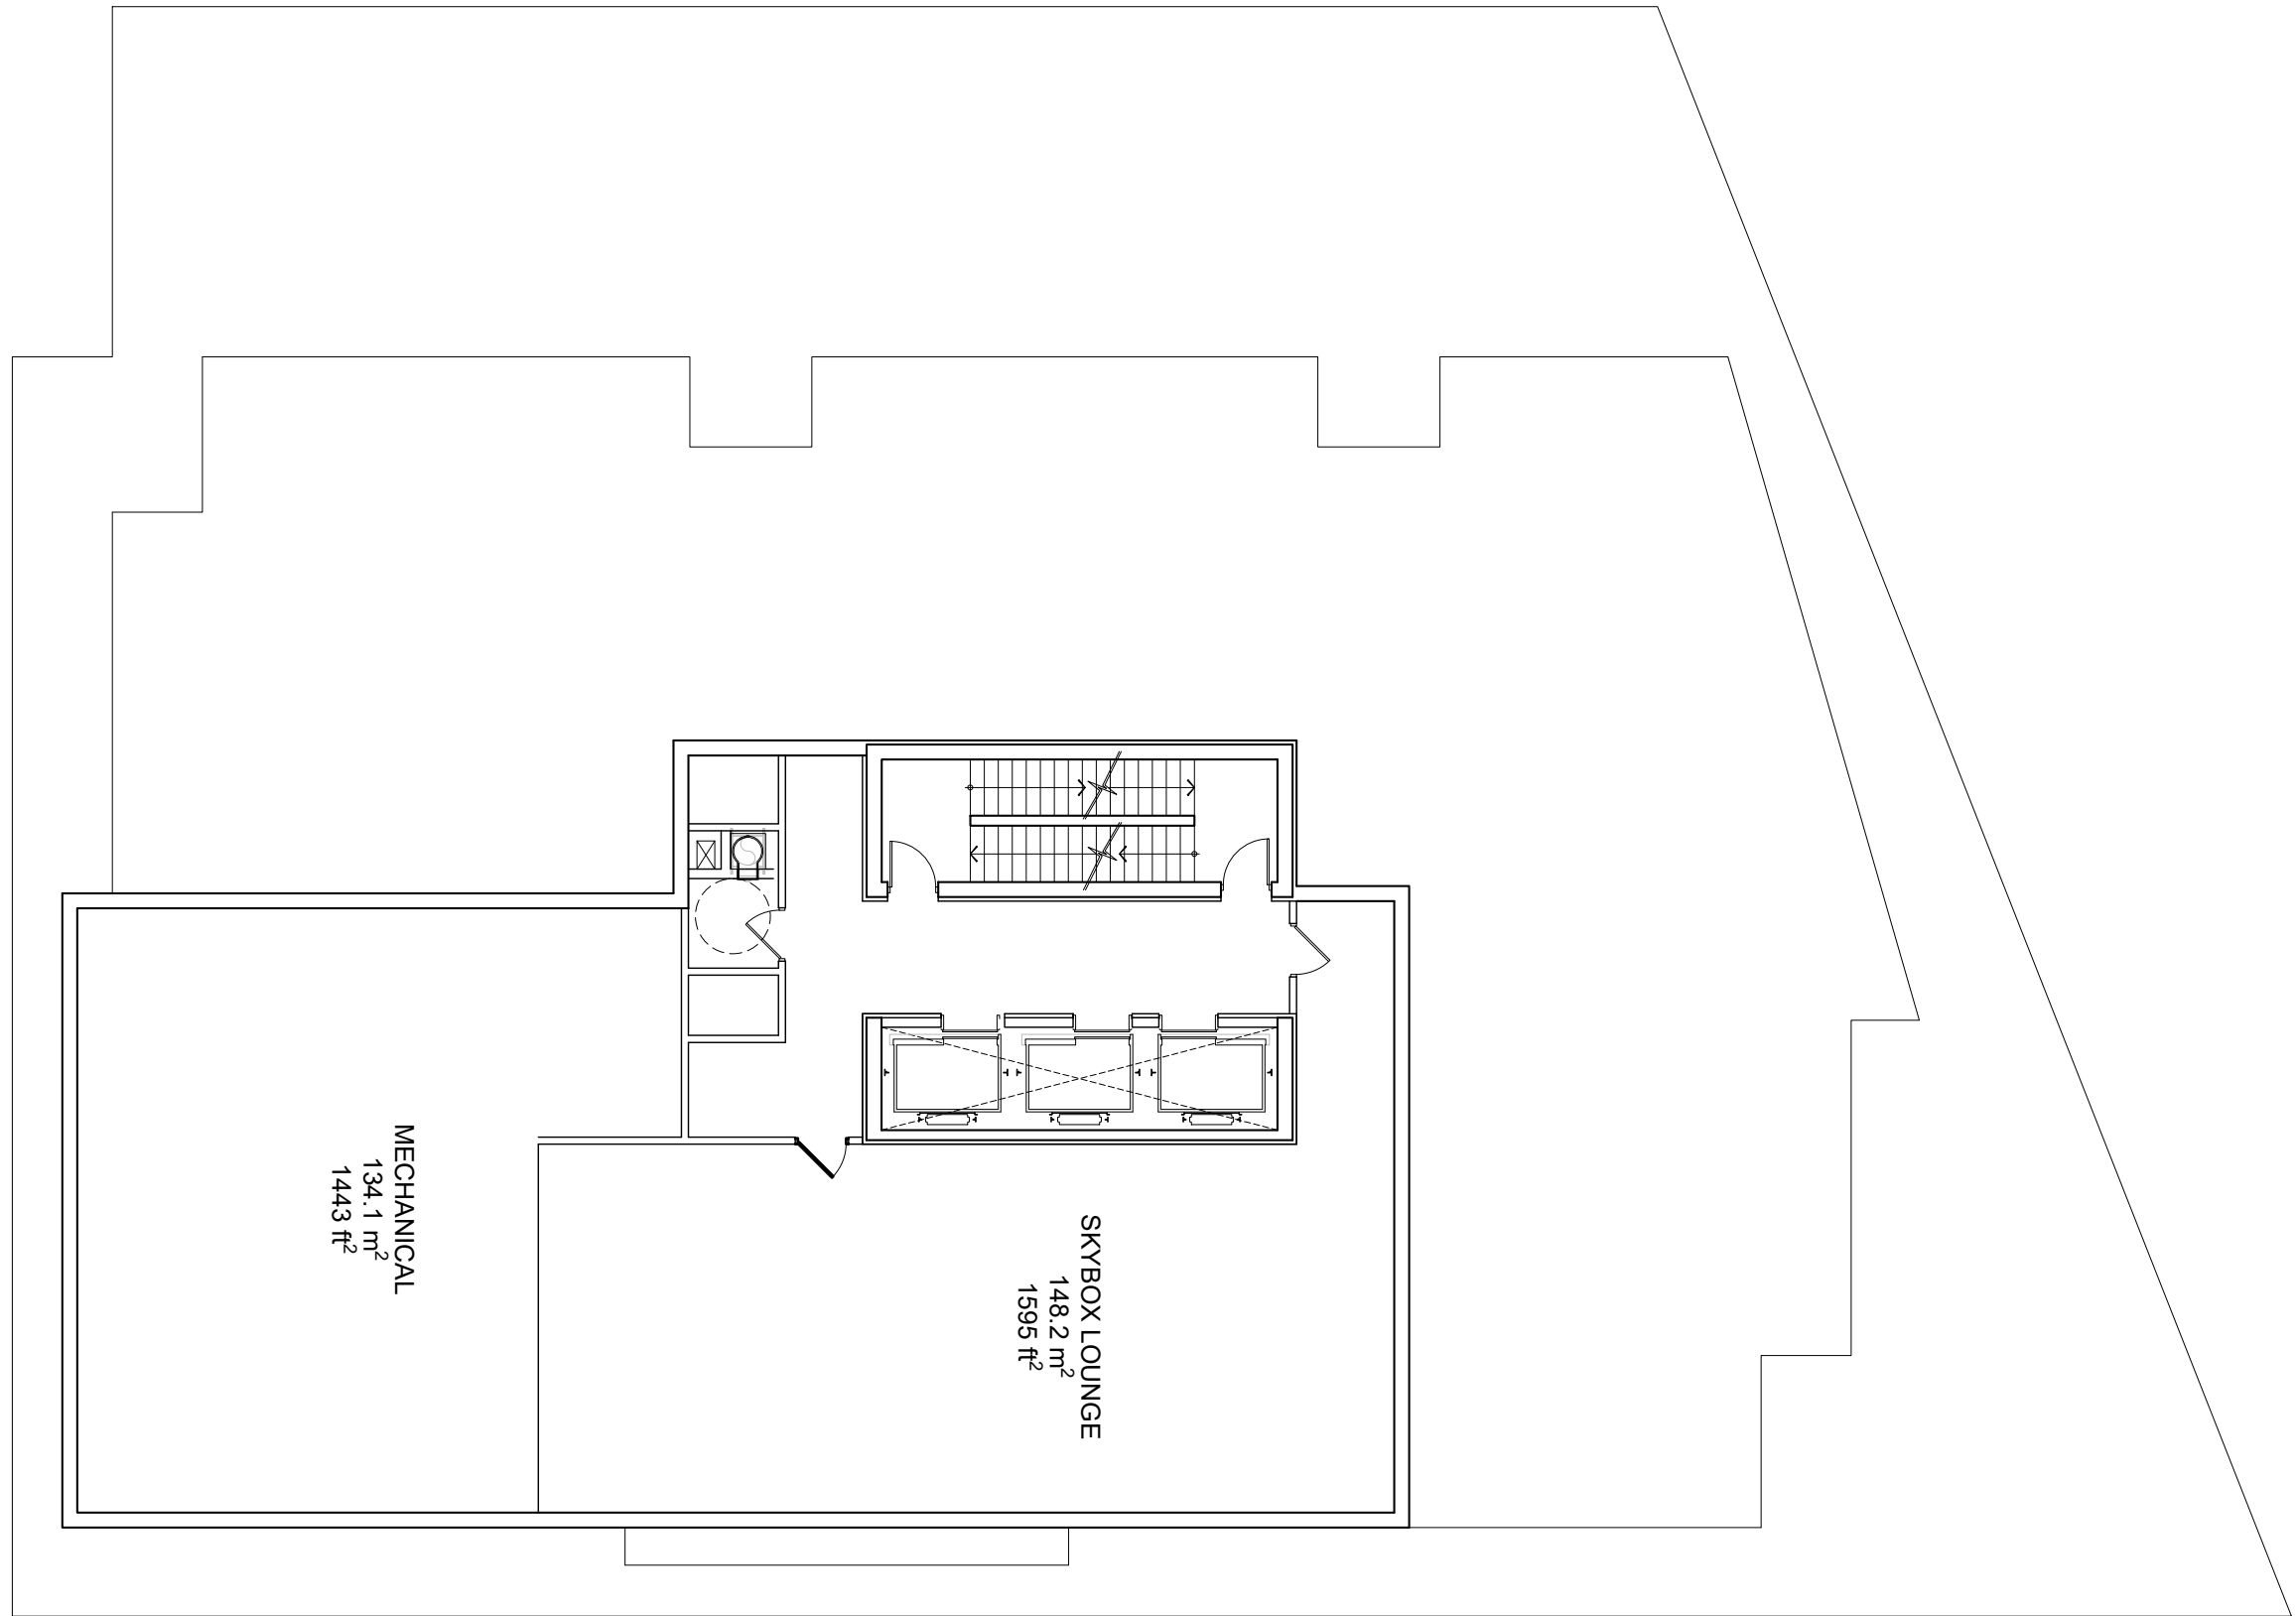 MECHANICAL
134.1 m²
1443 ft²
SKYBOX LOUNGE
148.2 m²
1595 ft²